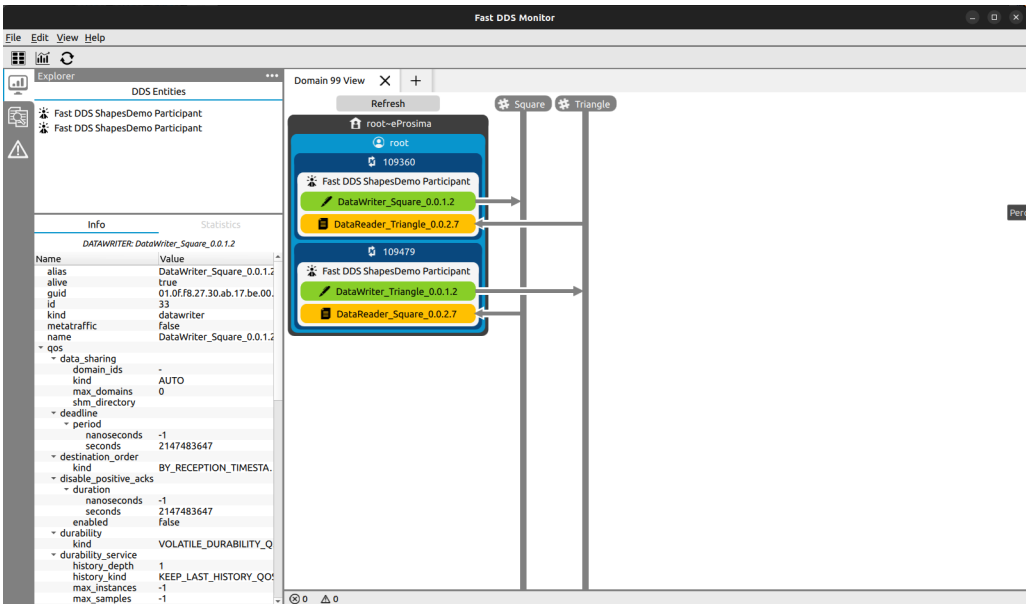 Fast DDS Monitor
File Edit View Help
Explorer
DDS Entities
Fast DDS ShapesDemo Participant
Fast DDS ShapesDemo Participant
Info Statistics
DATAWRITER: DataWriter_Square_0.0.1.2
Name Value
alias DataWriter_Square_0.0.1.2
alive true
guid 01.0f.f8.27.30.ab.17.be.00.
id 33
kind datawriter
metatraffic false
name DataWriter_Square_0.0.1.2
qos
data_sharing
domain_ids -
kind AUTO
max_domains 0
shm_directory
deadline
period
nanoseconds -1
seconds 2147483647
destination_order
kind BY_RECEPTION_TIMESTA.
disable_positive_acks
duration
nanoseconds -1
seconds 2147483647
enabled false
durability
kind VOLATILE_DURABILITY_Q
durability_service
history_depth 1
history_kind KEEP_LAST_HISTORY_QOS
max_instances -1
max_samples -1
Domain 99 View +
Refresh
Square Triangle
root~eProsima
root
109360
Fast DDS ShapesDemo Participant
DataWriter_Square_0.0.1.2
DataReader_Triangle_0.0.2.7
109479
Fast DDS ShapesDemo Participant
DataWriter_Triangle_0.0.1.2
DataReader_Square_0.0.2.7
Perc
0 0